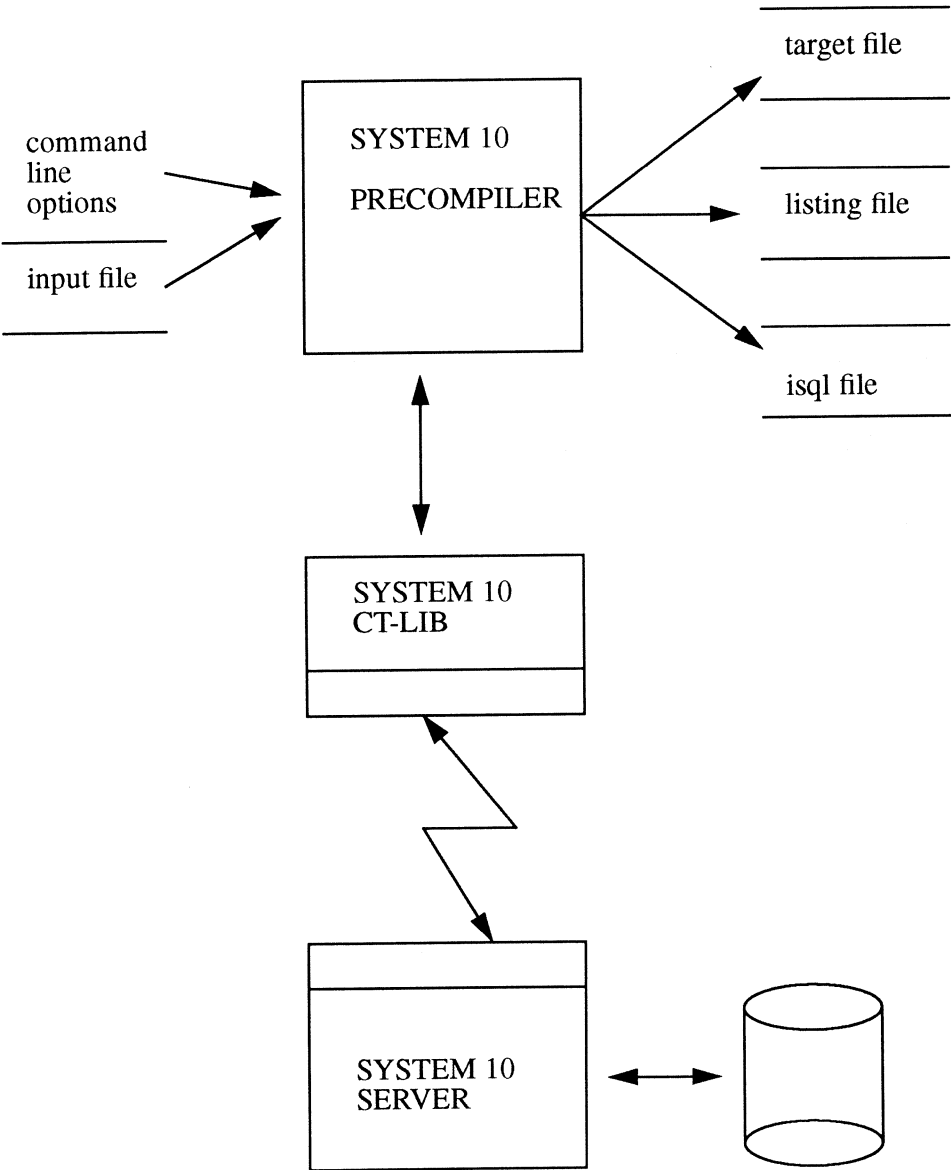 command
line
options
input file
SYSTEM 10
PRECOMPILER
target file
listing file
isql file
SYSTEM 10
CT-LIB
SYSTEM 10
SERVER